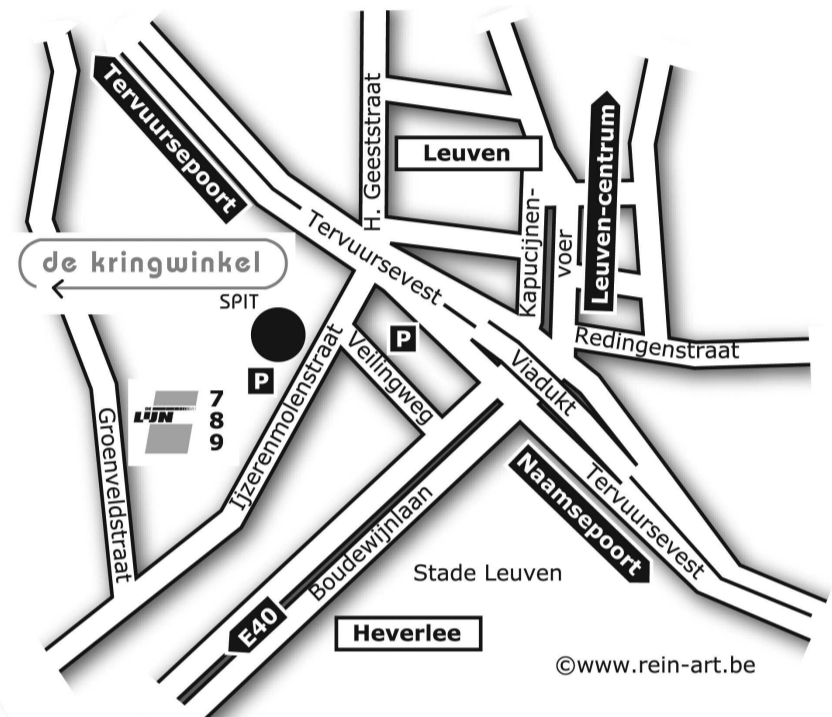 Tervuursepoort
H. Geeststraat
Leuven
Leuven-centrum
Kapucijnen-
voer
Tervuursevest
de kringwinkel
SPIT
P
P
Redingenstraat
Veilingweg
Viadukt
LIJN
7
8
9
Groenveldstraat
Ijzerenmolenstraat
Boudewijnlaan
Naamsepoort
Tervuursevest
Stade Leuven
E40
Heverlee
©www.rein-art.be